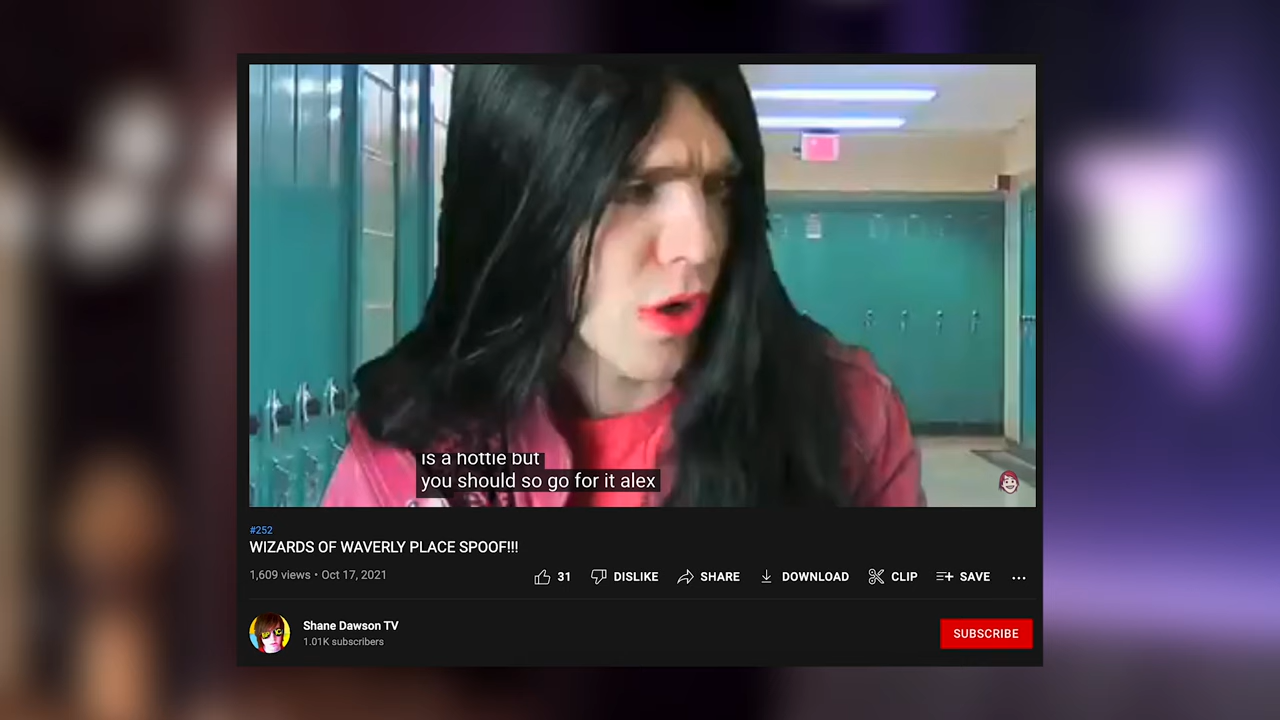 is a hottie but
you should so go for it alex
#252
WIZARDS OF WAVERLY PLACE SPOOF!!!
1,609 views • Oct 17, 2021
31 DISLIKE SHARE DOWNLOAD CLIP SAVE ...
Shane Dawson TV
1.01K subscribers
SUBSCRIBE